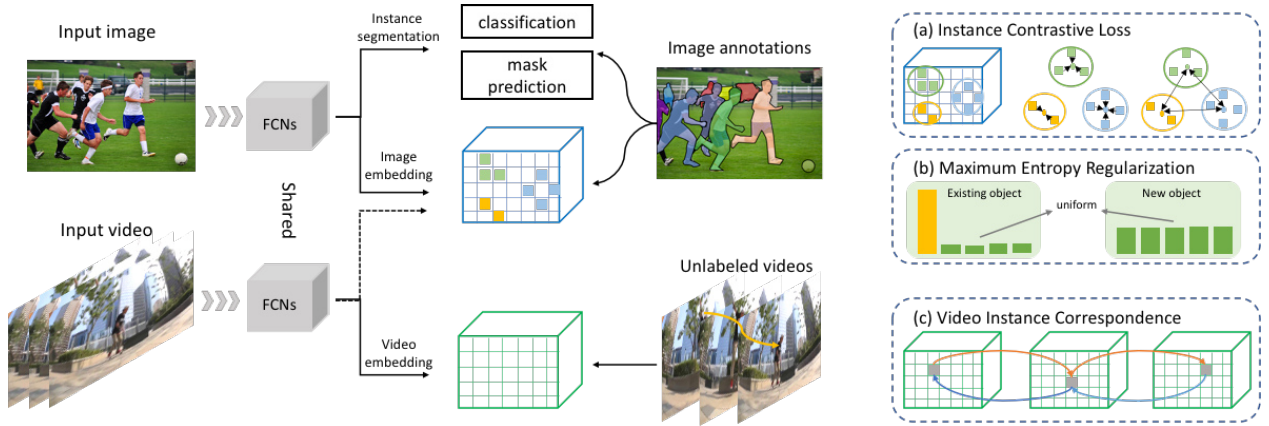 Input image
FCNs
Instance
segmentation
classification
mask
prediction
Image annotations
Image
embedding
Shared
Input video
FCNs
Video
embedding
Unlabeled videos
(a) Instance Contrastive Loss
(b) Maximum Entropy Regularization
Existing object
uniform
New object
(c) Video Instance Correspondence